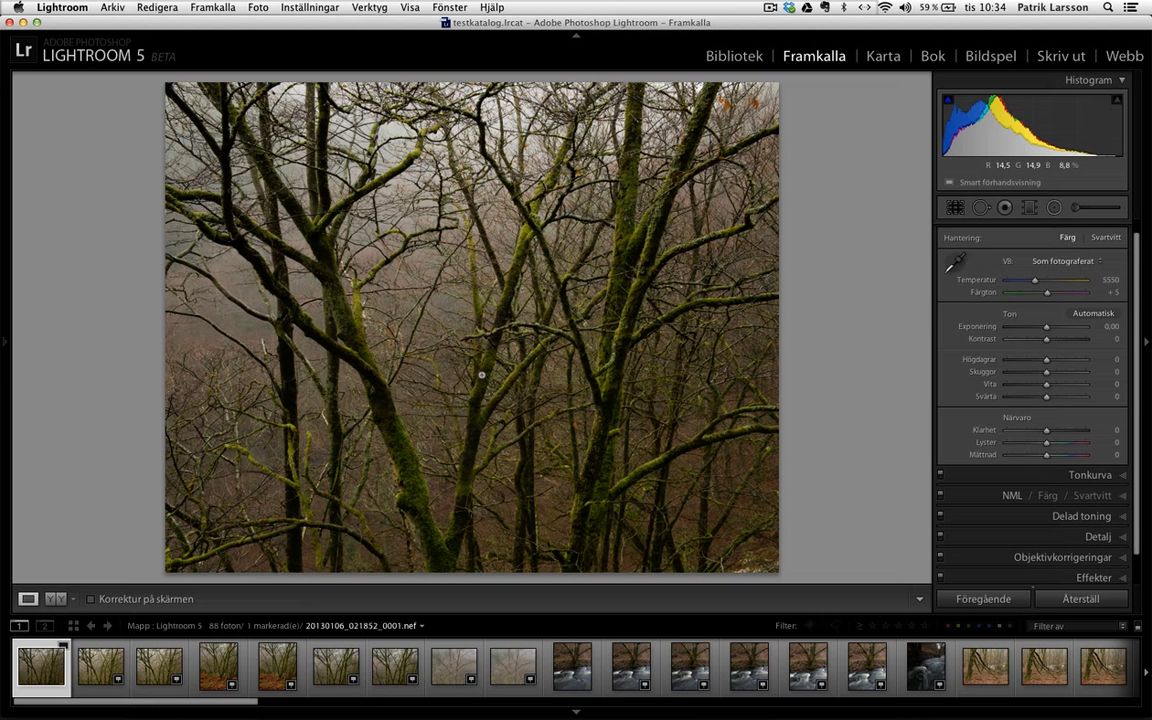 Lightroom Arkiv Redigera Framkalla Foto Inställningar Verktyg Visa Fönster Hjälp 59 % tis 10:34 Patrik Larsson
testkatalog.lrcat - Adobe Photoshop Lightroom - Framkalla
Lr ADOBE PHOTOSHOP
LIGHTROOM 5 BETA
Bibliotek | Framkalla | Karta | Bok | Bildspel | Skriv ut | Webb
Histogram
R 14,5 G 14,9 B 8,8 %
Smart förhandsvisning
Hantering: Färg Svartvitt
VB: Som fotograferat
Temperatur 5550
Färgton + 5
Ton Automatisk
Exponering 0,00
Kontrast 0
Högdagrar 0
Skuggor 0
Vita 0
Svarta 0
Närvaro
Klarhet 0
Lyster 0
Mättnad 0
Tonkurva
NML / Färg / Svartvitt
Delad toning
Detalj
Objektivkorrigeringar
Effekter
Y Y Korrektur på skärmen
Föregående Återställ
1 2 Mapp : Lightroom 5 88 foton/ 1 markerad(e)/ 20130106_021852_0001.nef Filter: Filter av